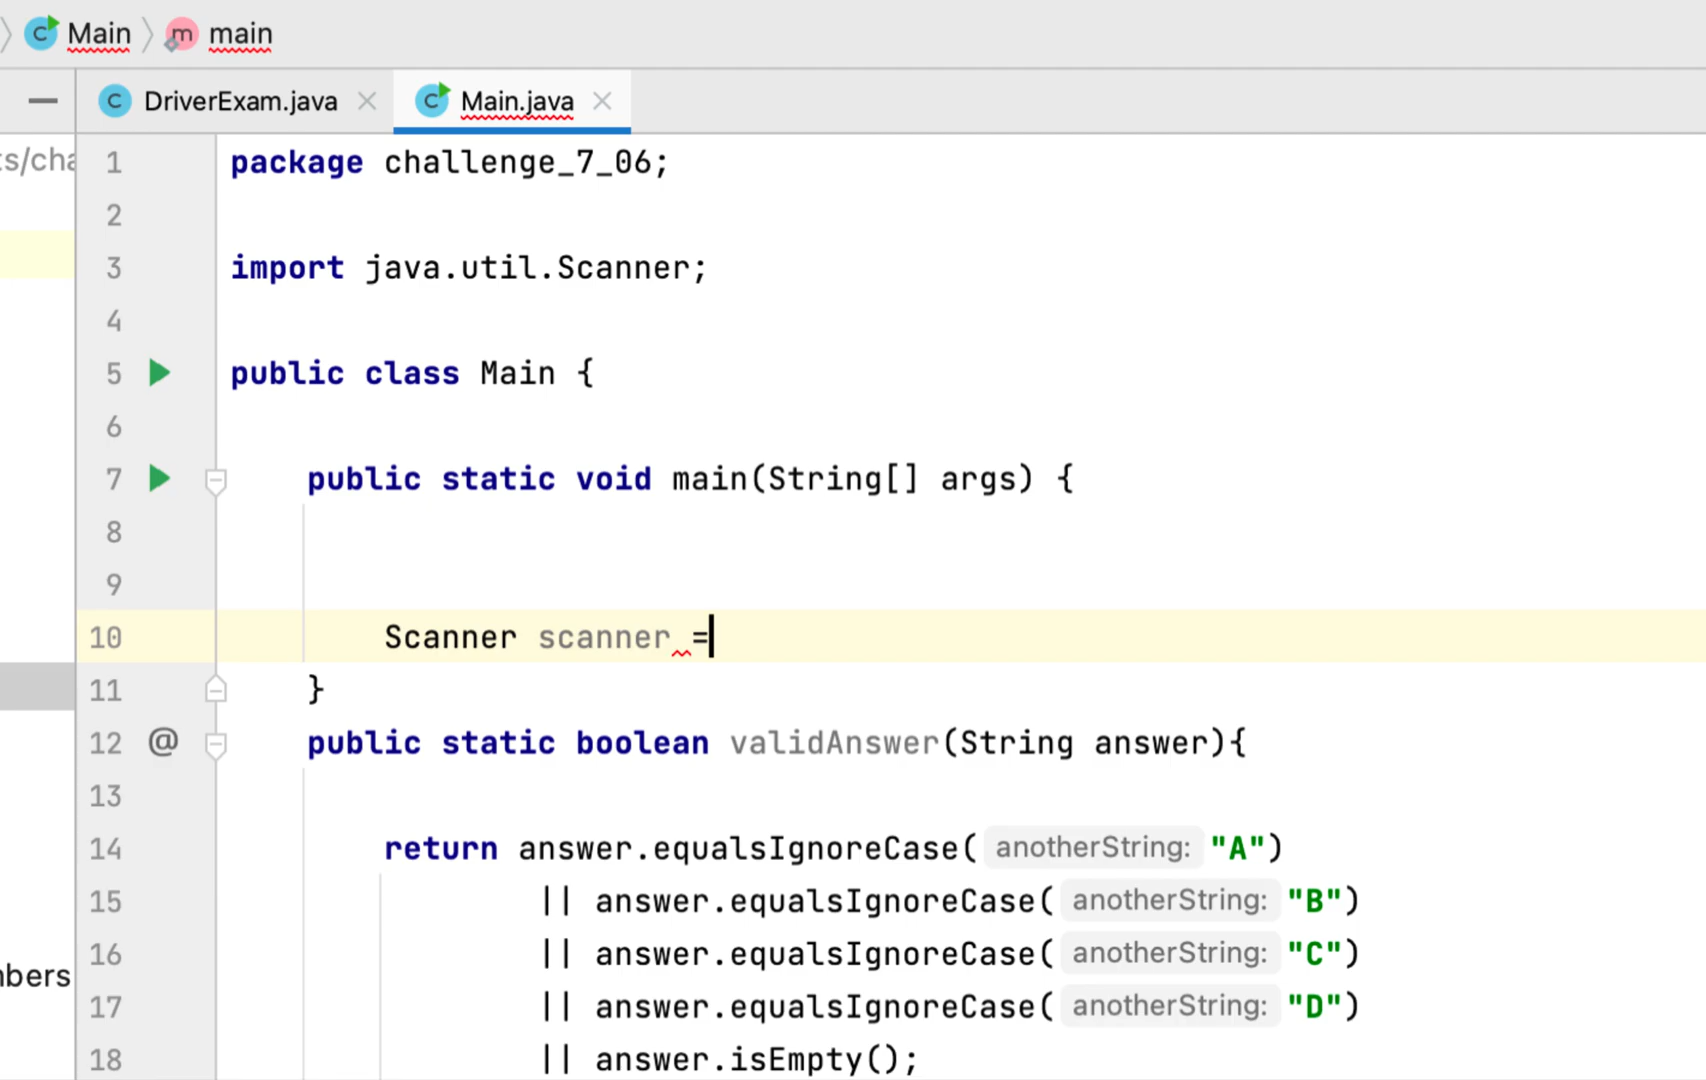 Main main
DriverExam.java Main.java
ts/cha
1 package challenge_7_06;
2
3 import java.util.Scanner;
4
5 public class Main {
6
7 public static void main(String[] args) {
8
9
10 Scanner scanner =
11 }
12 @ public static boolean validAnswer(String answer){
13
14 return answer.equalsIgnoreCase( anotherString: "A")
15 || answer.equalsIgnoreCase( anotherString: "B")
16 || answer.equalsIgnoreCase( anotherString: "C")
nbers
17 || answer.equalsIgnoreCase( anotherString: "D")
18 || answer.isEmpty();